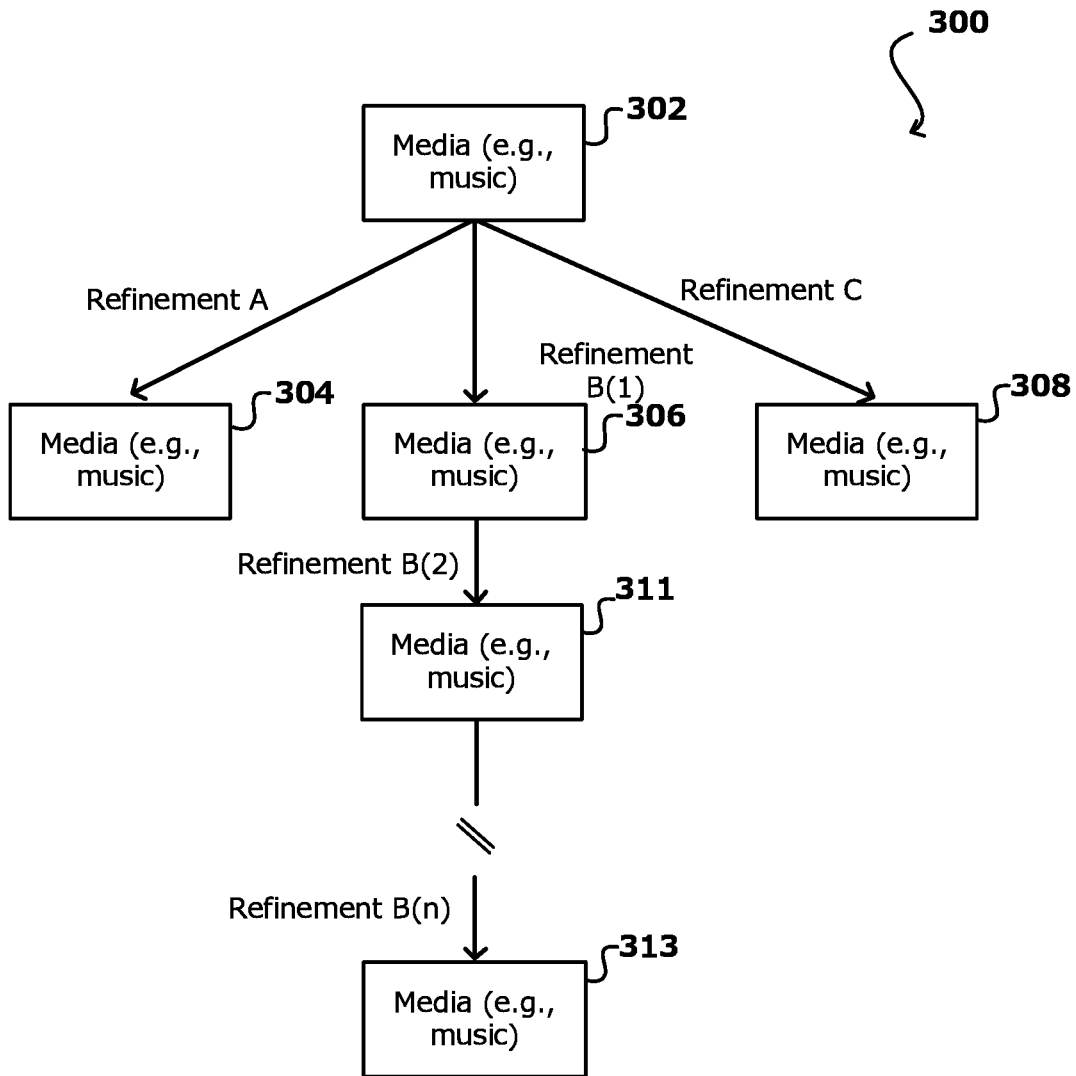 300
302
Media (e.g.,
music)
Refinement A
Refinement C
Refinement
B(1)
304
306
308
Media (e.g.,
music)
Media (e.g.,
music)
Media (e.g.,
music)
Refinement B(2)
311
Media (e.g.,
music)
Refinement B(n)
313
Media (e.g.,
music)